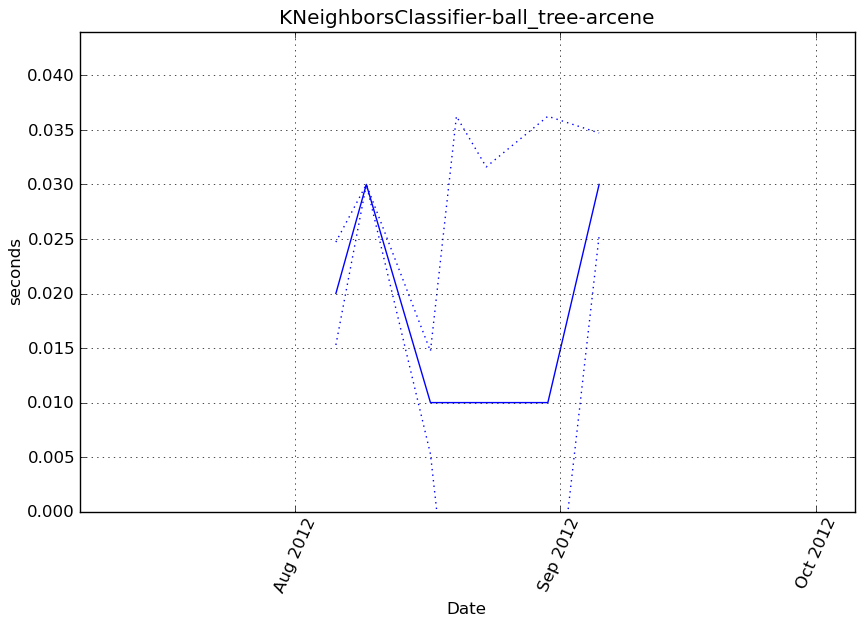 KNeighborsClassifier-ball_tree-arcene
0.040
0.035
0.030
0.025
0.020
0.015
0.010
0.005
0.000
seconds
Aug 2012
Sep 2012
Oct 2012
Date